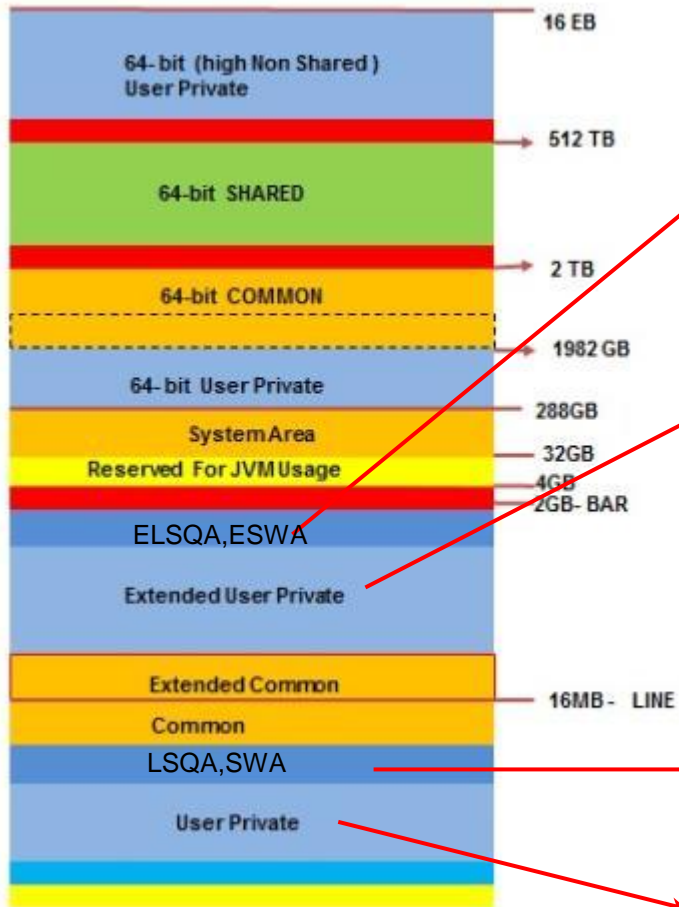 16 EB
64- bit (high Non Shared )
User Private
512 TB
64-bit SHARED
2 TB
64-bit COMMON
1982 GB
64- bit User Private
288GB
System Area
32GB
Reserved For JVM Usage
4GB
2GB- BAR
ELSQA,ESWA
Extended User Private
Extended Common
16MB - LINE
Common
LSQA,SWA
User Private